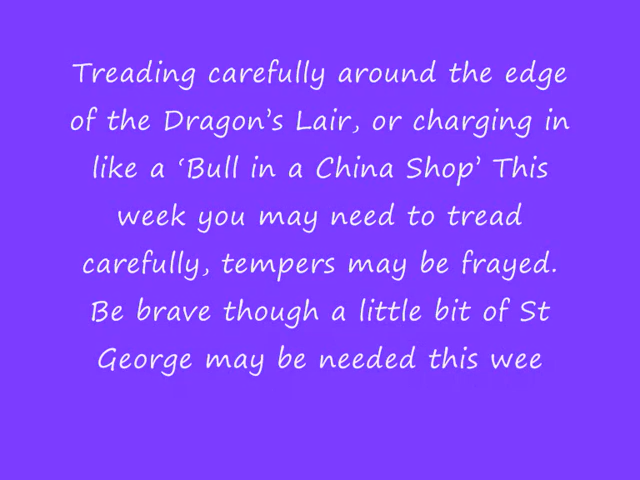 Treading carefully around the edge
of the Dragon’s Lair, or charging in
like a ‘Bull in a China Shop’ This
week you may need to tread
carefully, tempers may be frayed.
Be brave though a little bit of St
George may be needed this wee